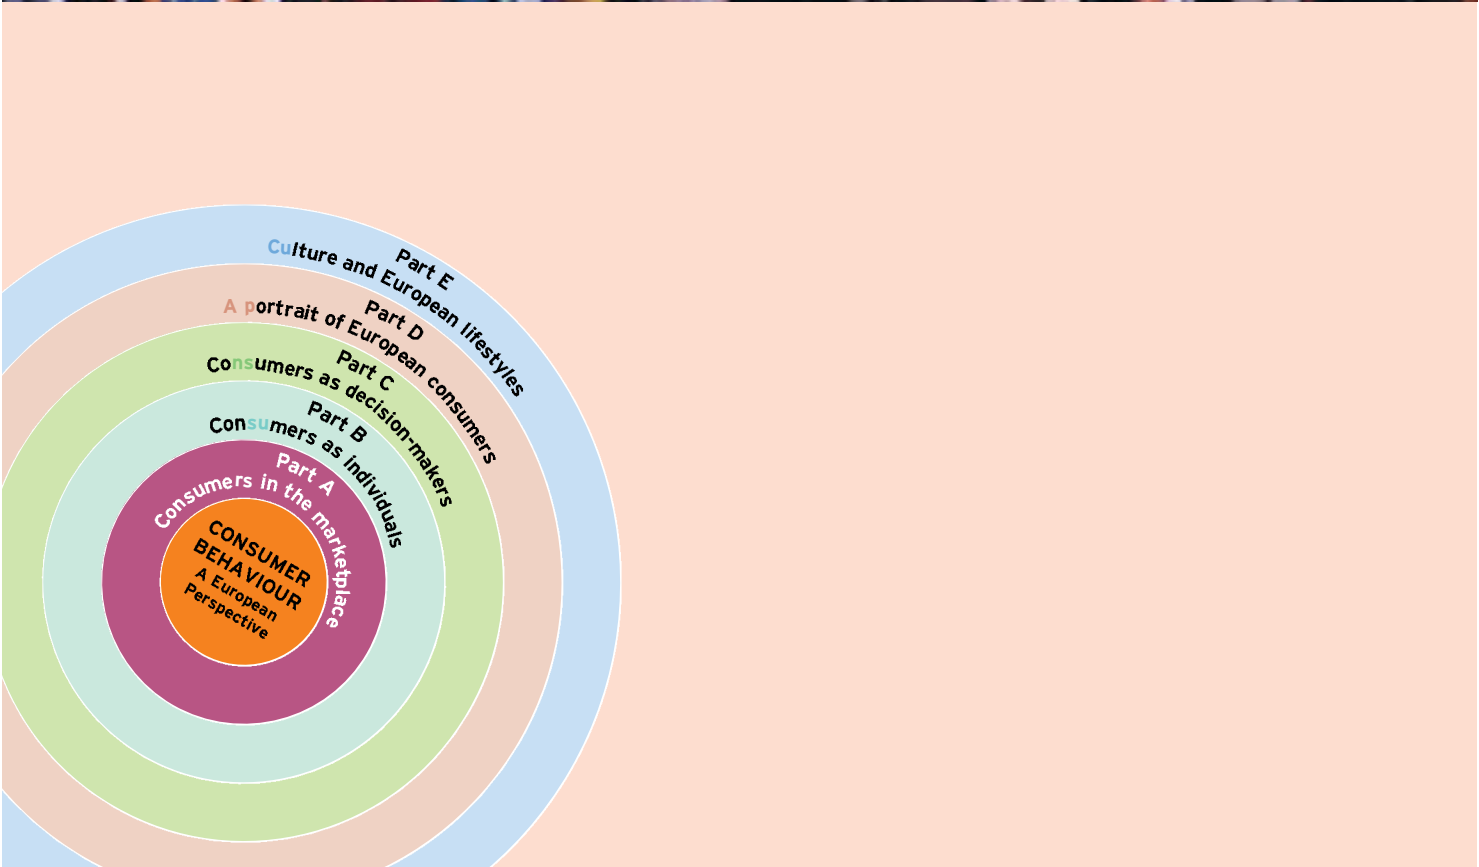 Part E
Culture and European lifestyles
Part D
A portrait of European consumers
Part C
Consumers as decision-makers
Part B
Consumers as individuals
Part A
Consumers in the marketplace
CONSUMER
BEHAVIOUR
A European
Perspective